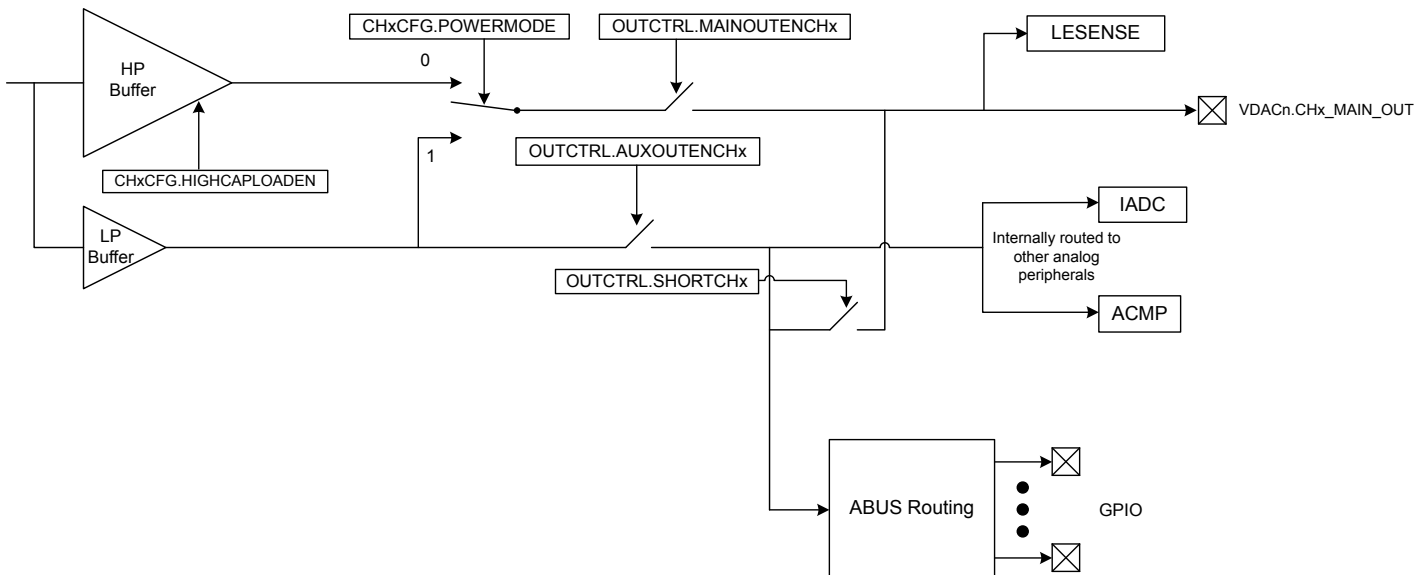 CHxCFG.POWERMODE
OUTCTRL.MAINOUTENCHx
LESENSE
HP
Buffer
0
VDACn.CHx_MAIN_OUT
1
OUTCTRL.AUXOUTENCHx
CHxCFG.HIGHCAPLOADEN
IADC
LP
Buffer
Internally routed to
other analog
peripherals
OUTCTRL.SHORTCHx
ACMP
ABUS Routing
GPIO